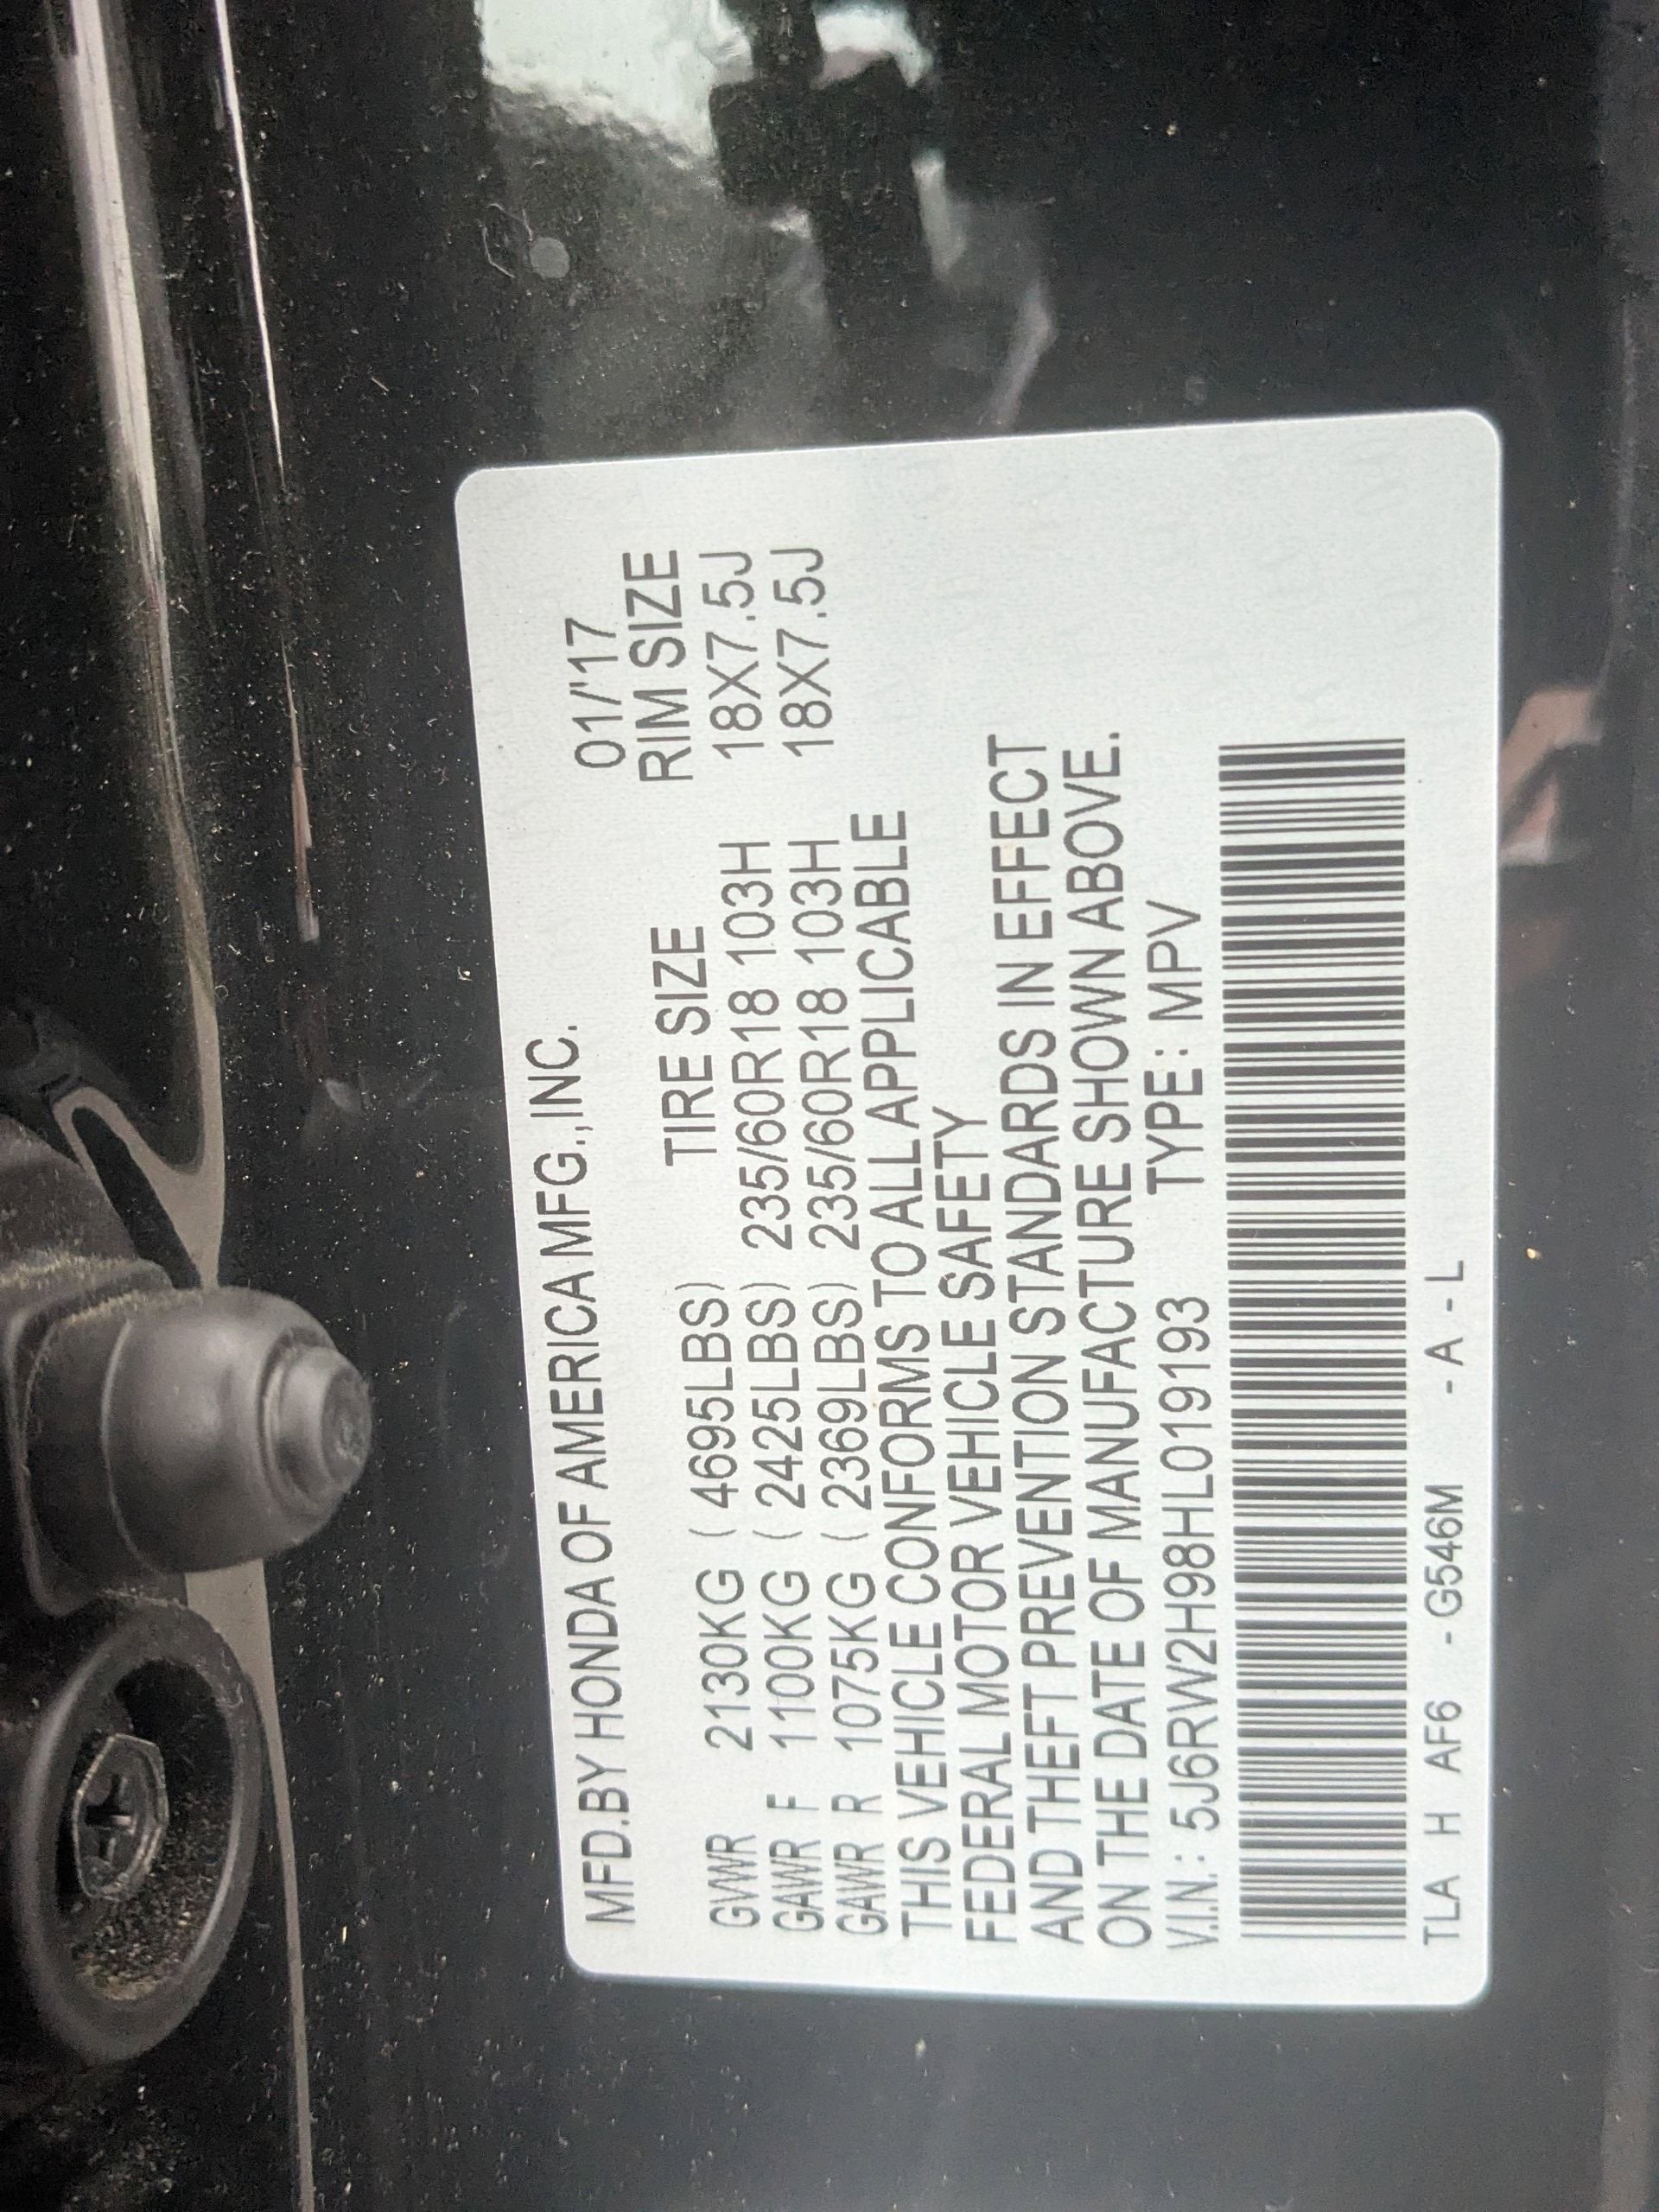 MFD.BY HONDA OF AMERICA MFG.,INC.
01/'17
TIRE SIZE RIM SIZE
GVWR 2130KG ( 4695LBS)
GAWR F 1100KG ( 2425LBS) 235/60R18 103H 18X7.5J
GAWR R 1075KG ( 2369LBS) 235/60R18 103H 18X7.5J
THIS VEHICLE CONFORMS TO ALL APPLICABLE
FEDERAL MOTOR VEHICLE SAFETY
AND THEFT PREVENTION STANDARDS IN EFFECT
ON THE DATE OF MANUFACTURE SHOWN ABOVE.
V.I.N.: 5J6RW2H98HL019193 TYPE: MPV
TLA H AF6 - G546M - A - L